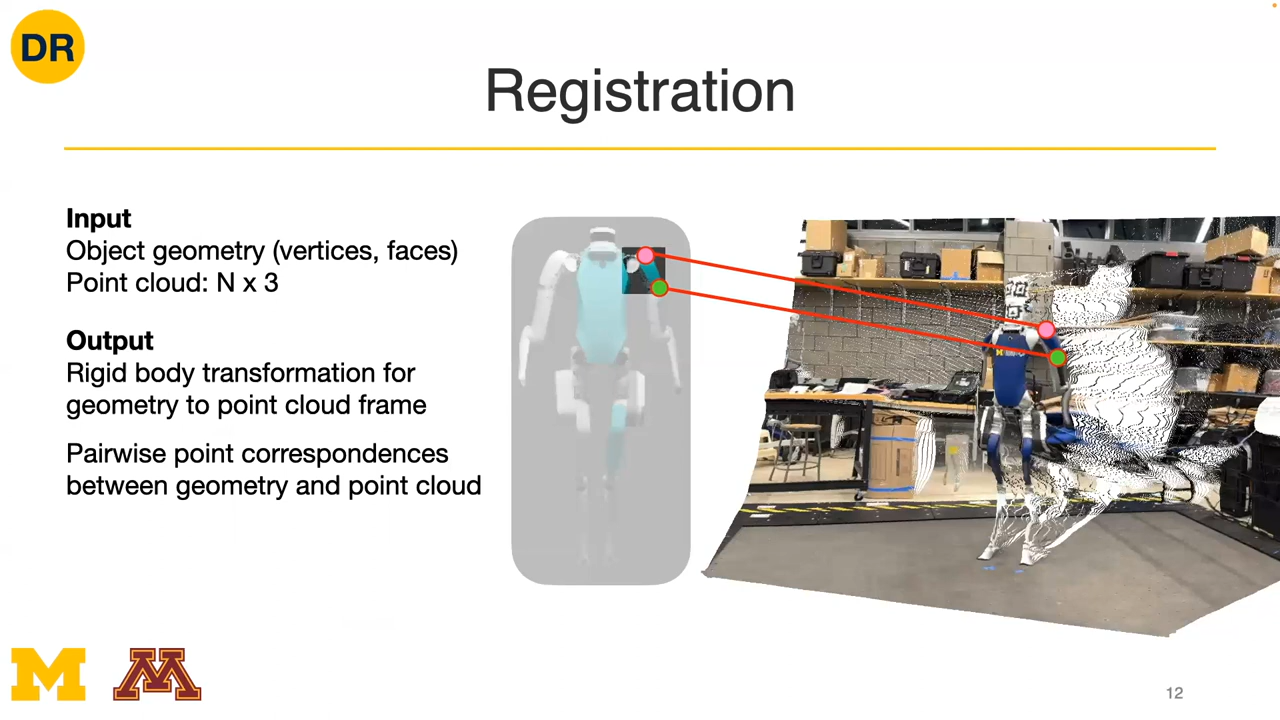 DR
Registration
Input
Object geometry (vertices, faces)
Point cloud: N x 3
Output
Rigid body transformation for
geometry to point cloud frame
Pairwise point correspondences
between geometry and point cloud
M
M M
12